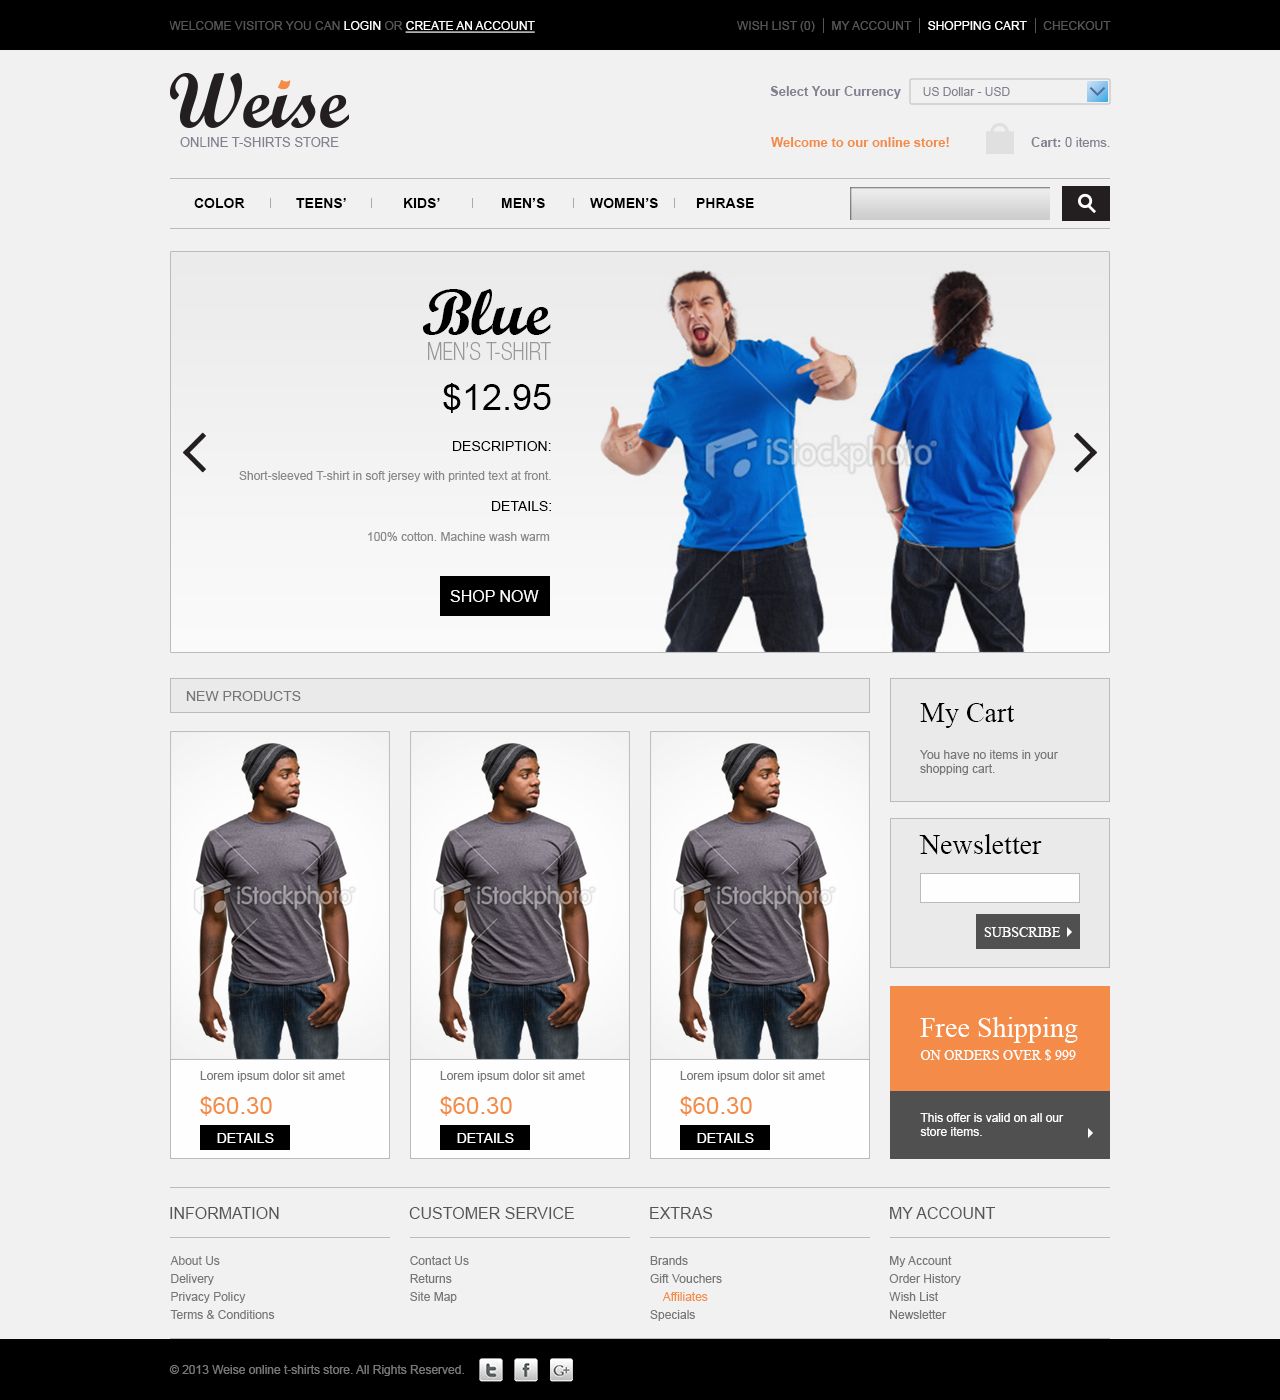 WELCOME VISITOR YOU CAN LOGIN OR CREATE AN ACCOUNT
WISH LIST (0) MY ACCOUNT SHOPPING CART CHECKOUT
Weise
ONLINE T-SHIRTS STORE
Select Your Currency US Dollar - USD
Welcome to our online store! Cart: 0 items.
COLOR TEENS’ KIDS’ MEN’S WOMEN’S PHRASE
Blue
MEN’S T-SHIRT
$12.95
DESCRIPTION:
Short-sleeved T-shirt in soft jersey with printed text at front.
DETAILS:
100% cotton. Machine wash warm
SHOP NOW
iStockphoto
NEW PRODUCTS
iStockphoto
Lorem ipsum dolor sit amet
$60.30
DETAILS
iStockphoto
Lorem ipsum dolor sit amet
$60.30
DETAILS
iStockphoto
Lorem ipsum dolor sit amet
$60.30
DETAILS
My Cart
You have no items in your
shopping cart.
Newsletter
SUBSCRIBE
Free Shipping
ON ORDERS OVER $ 999
This offer is valid on all our
store items.
INFORMATION
About Us
Delivery
Privacy Policy
Terms & Conditions
CUSTOMER SERVICE
Contact Us
Returns
Site Map
EXTRAS
Brands
Gift Vouchers
Affiliates
Specials
MY ACCOUNT
My Account
Order History
Wish List
Newsletter
© 2013 Weise online t-shirts store. All Rights Reserved.